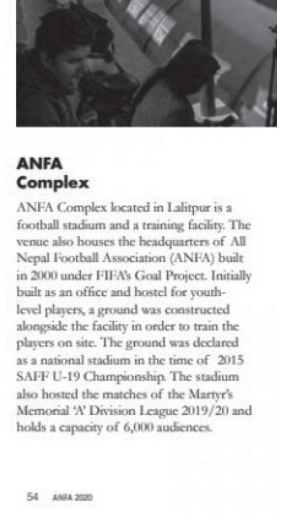 ANFA
Complex
ANFA Complex located in Lalitpur is a
football stadium and a training facility. The
venue also houses the headquarters of All
Nepal Football Association (ANFA) built
in 2000 under FIFA's Goal Project. Initially
built as an office and hostel for youth-
level players, a ground was constructed
alongside the facility in order to train the
players on site. The ground was declared
as a national stadium in the time of 2015
SAFF U-19 Championship. The stadium
also hosted the matches of the Martyr's
Memorial 'A' Division League 2019/20 and
holds a capacity of 6,000 audiences.
54 ANFA 2020